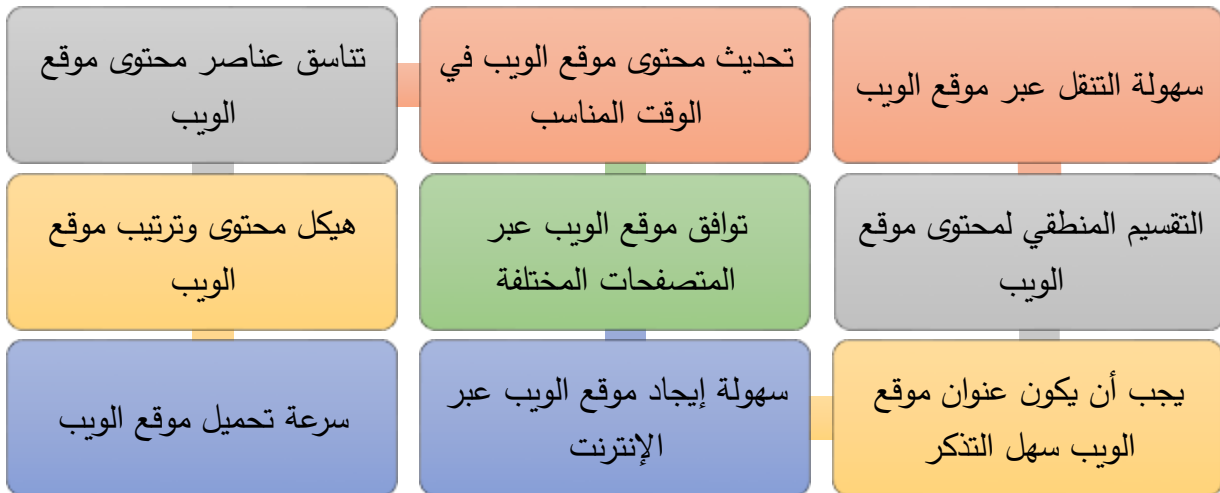 سهولة التنقل عبر موقع الويب
التقسيم المنطقي لمحتوى موقع
الويب
يجب أن يكون عنوان موقع
الويب سهل التذكر
سهولة إيجاد موقع الويب عبر
الإنترنت
توافق موقع الويب عبر
المتصفحات المختلفة
تحديث محتوى موقع الويب في
الوقت المناسب
تناسق عناصر محتوى موقع
الويب
هيكل محتوى وترتيب موقع
الويب
سرعة تحميل موقع الويب